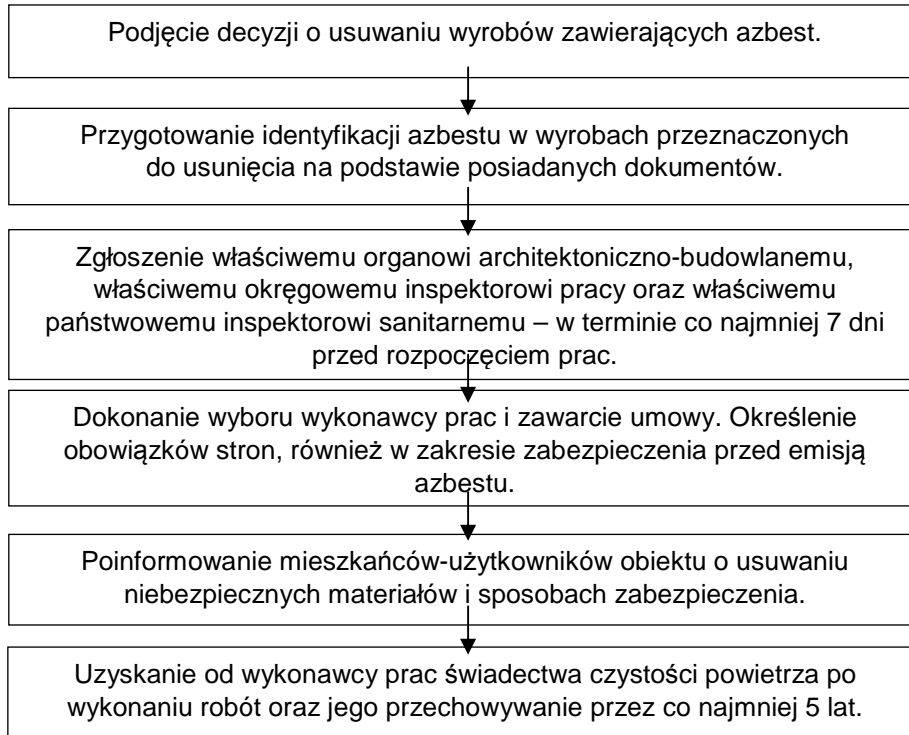 Podjęcie decyzji o usuwaniu wyrobów zawierających azbest.
Przygotowanie identyfikacji azbestu w wyrobach przeznaczonych
do usunięcia na podstawie posiadanych dokumentów.
Zgłoszenie właściwemu organowi architektoniczno-budowlanemu,
właściwemu okręgowemu inspektorowi pracy oraz właściwemu
państwowemu inspektorowi sanitarnemu – w terminie co najmniej 7 dni
przed rozpoczęciem prac.
Dokonanie wyboru wykonawcy prac i zawarcie umowy. Określenie
obowiązków stron, również w zakresie zabezpieczenia przed emisją
azbestu.
Poinformowanie mieszkańców-użytkowników obiektu o usuwaniu
niebezpiecznych materiałów i sposobach zabezpieczenia.
Uzyskanie od wykonawcy prac świadectwa czystości powietrza po
wykonaniu robót oraz jego przechowywanie przez co najmniej 5 lat.